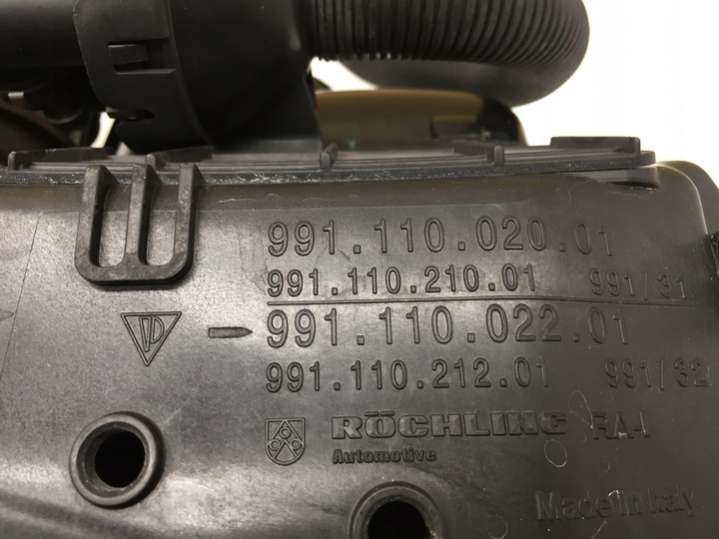 991.110.020.01
991.110.210.01 991/31
991.110.022.01
991.110.212.01 991/32
RÖCHLING RA-I
Automotive
Made in Italy